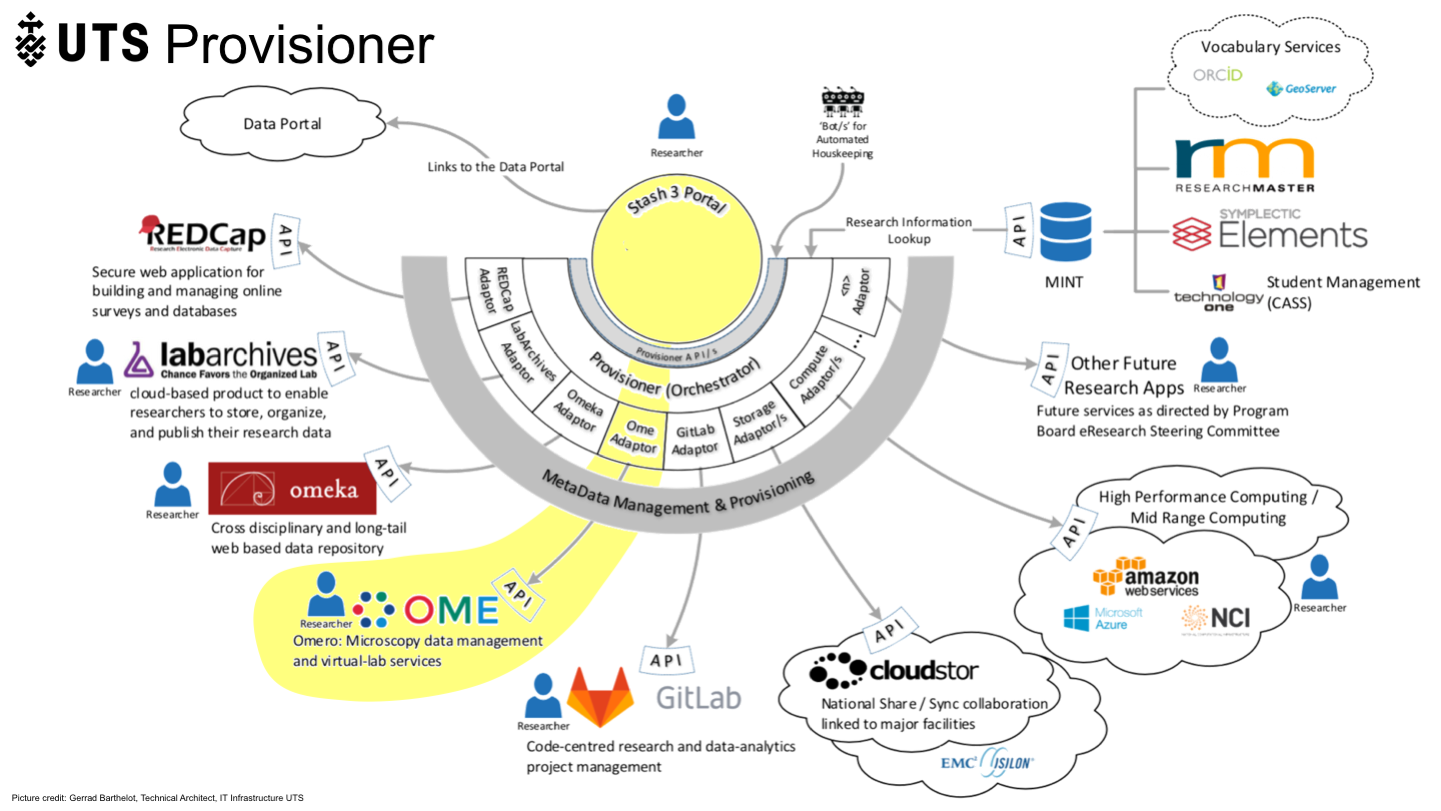 UTS Provisioner
Vocabulary Services
ORCID
GeoServer
Data Portal
Links to the Data Portal
Researcher
'Bot/s' for
Automated
Houskeeping
Stash 3 Portal
RESEARCHMASTER
rm
Research Information
Lookup
API
MINT
SYMPLECTIC
Elements
technology
one
Student Management
(CASS)
REDCap
Research Electronic Data Capture
API
Secure web application for
building and managing online
surveys and databases
REDCap
Adaptor
LabArchives
Adaptor
Omeka
Adaptor
Ome
Adaptor
GitLab
Adaptor
Storage
Adaptor/s
Compute
Adaptor/s
...
<n>
Adaptor
Provisioner API/s
Provisioner (Orchestrator)
MetaData Management & Provisioning
Researcher
labarchives
Chance Favors the Organized Lab
API
cloud-based product to enable
researchers to store, organize,
and publish their research data
API
Other Future
Research Apps
Researcher
Future services as directed by Program
Board eResearch Steering Committee
Researcher
omeka
API
Cross disciplinary and long-tail
web based data repository
High Performance Computing /
Mid Range Computing
API
amazon
webservices
Microsoft
Azure
NCI
Researcher
Researcher
OME
API
Omero: Microscopy data management
and virtual-lab services
Researcher
API
GitLab
Code-centred research and data-analytics
project management
API
cloudstor
National Share / Sync collaboration
linked to major facilities
EMC² ISILON
Picture credit: Gerrad Barthelot, Technical Architect, IT Infrastructure UTS